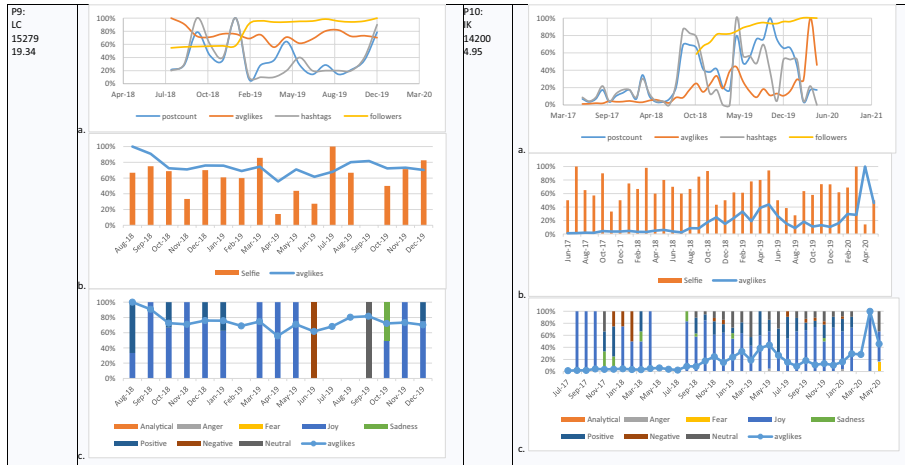 P9:
LC
15279
19.34
100%
80%
60%
40%
20%
0%
Apr-18 Jul-18 Oct-18 Feb-19 May-19 Aug-19 Dec-19 Mar-20
postcount avglikes hashtags followers
a.
100%
80%
60%
40%
20%
0%
Aug-18 Sep-18 Oct-18 Nov-18 Dec-18 Jan-19 Feb-19 Mar-19 Apr-19 May-19 Jun-19 Jul-19 Aug-19 Sep-19 Oct-19 Nov-19 Dec-19
Selfie avglikes
b.
100%
80%
60%
40%
20%
0%
Aug-18 Sep-18 Oct-18 Nov-18 Dec-18 Jan-19 Feb-19 Mar-19 Apr-19 May-19 Jun-19 Jul-19 Aug-19 Sep-19 Oct-19 Nov-19 Dec-19
Analytical Anger Fear Joy Sadness
Positive Negative Neutral avglikes
c.
P10:
IK
14200
4.95
100%
80%
60%
40%
20%
0%
Mar-17 Oct-17 Apr-18 Nov-18 May-19 Dec-19 Jun-20 Jan-21
postcount avglikes hashtags followers
a.
100%
80%
60%
40%
20%
0%
Jun-17 Aug-17 Oct-17 Dec-17 Feb-18 Apr-18 Jun-18 Aug-18 Oct-18 Dec-18 Feb-19 Apr-19 Jun-19 Aug-19 Oct-19 Dec-19 Feb-20 Apr-20
Selfie avglikes
b.
100%
80%
60%
40%
20%
0%
Jul-17 Sep-17 Nov-17 Jan-18 Mar-18 May-18 Jul-18 Sep-18 Nov-18 Jan-19 Mar-19 May-19 Jul-19 Sep-19 Nov-19 Jan-20 Mar-20 May-20
Analytical Anger Fear Joy Sadness
Positive Negative Neutral avglikes
c.